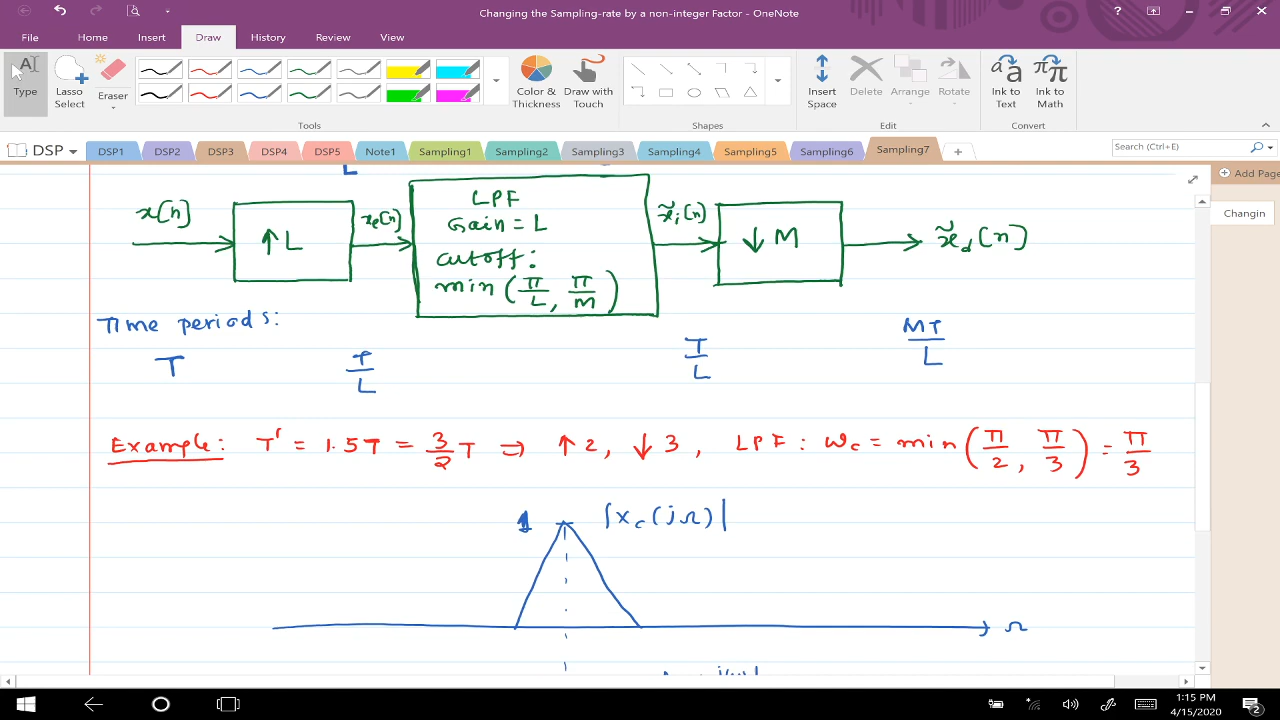 Changing the Sampling-rate by a non-integer Factor - OneNote
File Home Insert Draw History Review View
Type
Lasso Select
Eraser
Color & Thickness
Draw with Touch
Insert Space
Delete
Arrange
Rotate
Ink to Text
Ink to Math
Tools
Shapes
Edit
Convert
DSP
DSP1 DSP2 DSP3 DSP4 DSP5 Note1 Sampling1 Sampling2 Sampling3 Sampling4 Sampling5 Sampling6 Sampling7
Search (Ctrl+E)
Add Page
Changin
L
x[n]
↑L
xe[n]
LPF
Gain = L
cutoff:
min (π/L, π/M)
x̃i[n]
↓ M
x̃d[n]
Time periods:
T
T/L
T/L
MT/L
Example: T' = 1.5T = 3/2 T ⇒ ↑2, ↓3, LPF: ωc = min(π/2, π/3) = π/3
1
|Xc(jΩ)|
Ω
1:15 PM
4/15/2020
2